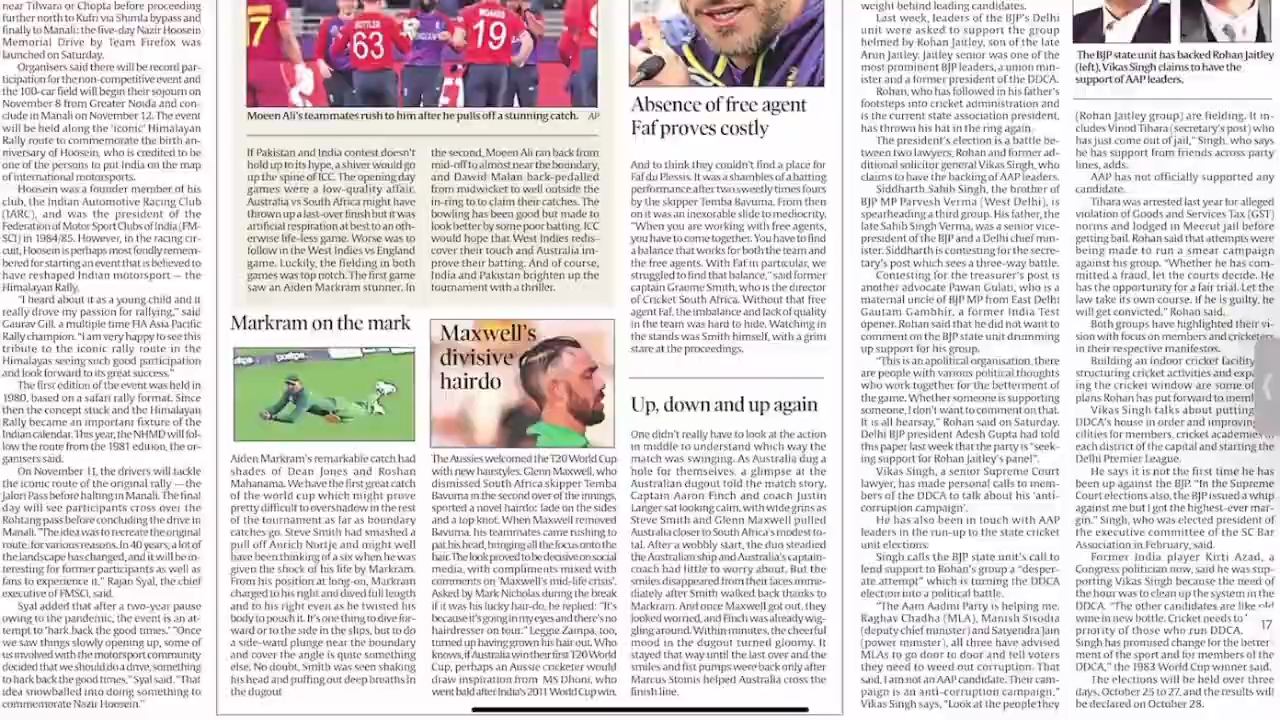 near Tilwara or Chopta before proceeding
further north to Kufri via Shimla bypass and
finally to Manali: the five-day Nazir Hoosein
Memorial Drive by Team Firefox was
launched on Saturday.
Organisers said there will be record par-
ticipation for the non-competitive event and
the 100-car field will begin their sojourn on
November 8 from Greater Noida and con-
clude in Manali on November 12. The event
will be held along the 'iconic' Himalayan
Rally route to commemorate the birth an-
niversary of Hoosein, who is credited to be
one of the persons to put India on the map
of international motorsports.
Hoosein was a founder member of his
club, the Indian Automotive Racing Club
(IARC), and was the president of the
Federation of Motor Sport Clubs of India (FM-
SCI) in 1984/85. However, in the racing cir-
cuit, Hoosein is perhaps most fondly remem-
bered for starting an event that is believed to
have reshaped Indian motorsport — the
Himalayan Rally.
"I heard about it as a young child and it
really drove my passion for rallying," said
Gaurav Gill, a multiple time FIA Asia Pacific
Rally champion. "I am very happy to see this
tribute to the iconic rally route in the
Himalayas seeing such good participation
and look forward to its great success."
The first edition of the event was held in
1980, based on a safari rally format. Since
then the concept stuck and the Himalayan
Rally became an important fixture of the
Indian calendar. This year, the NHMD will fol-
low the route from the 1981 edition, the or-
ganisers said.
On November 11, the drivers will tackle
the iconic route of the original rally — the
Jalori Pass before halting in Manali. The final
day will see participants cross over the
Rohtang pass before concluding the drive in
Manali. "The idea was to recreate the original
route, for various reasons. In 40 years, a lot of
the landscape has changed, and it will be in-
teresting for former participants as well as
fans to experience it," Rajan Syal, the chief
executive of FMSCI, said.
Syal added that after a two-year pause
owing to the pandemic, the event is an at-
tempt to 'hark back the good times.' "Once
we saw things slowly opening up, some of
us involved with the motorsport community
decided that we should do a drive, something
to hark back the good times," Syal said. "That
idea snowballed into doing something to
commemorate Nazir Hoosein."
BUTTLER
63
19
Moeen Ali's teammates rush to him after he pulls off a stunning catch. AP
If Pakistan and India contest doesn't
hold up to its hype, a shiver would go
up the spine of ICC. The opening day
games were a low-quality affair.
Australia vs South Africa might have
thrown up a last-over finish but it was
artificial respiration at best to an oth-
erwise life-less game. Worse was to
follow in the West Indies vs England
game. Luckily, the fielding in both
games was top notch. The first game
saw an Aiden Markram stunner. In
the second, Moeen Ali ran back from
mid-off to almost near the boundary,
and Dawid Malan back-pedalled
from midwicket to well outside the
in-ring to to claim their catches. The
bowling has been good but made to
look better by some poor batting. ICC
would hope that West Indies redis-
cover their touch and Australia im-
prove their batting. And of course,
India and Pakistan brighten up the
tournament with a thriller.
Markram on the mark
Aiden Markram's remarkable catch had
shades of Dean Jones and Roshan
Mahanama. We have the first great catch
of the world cup which might prove
pretty difficult to overshadow in the rest
of the tournament as far as boundary
catches go. Steve Smith had smashed a
pull off Anrich Nortje and might well
have been thinking of a six when he was
given the shock of his life by Markram.
From his position at long-on, Markram
charged to his right and dived full length
and to his right even as he twisted his
body to pouch it. It's one thing to dive for-
ward or to the side in the slips, but to do
a side-ward plunge near the boundary
and cover the angle is quite something
else. No doubt, Smith was seen shaking
his head and puffing out deep breaths in
the dugout
Maxwell's
divisive
hairdo
The Aussies welcomed the T20 World Cup
with new hairstyles. Glenn Maxwell, who
dismissed South Africa skipper Temba
Bavuma in the second over of the innings,
sported a novel hairdo: fade on the sides
and a top knot. When Maxwell removed
Bavuma, his teammates came rushing to
pat his head, bringing all the focus onto the
hair. The look proved to be decisive on social
media, with compliments mixed with
comments on 'Maxwell's mid-life crisis'.
Asked by Mark Nicholas during the break
if it was his lucky hair-do, he replied: "It's
because it's going in my eyes and there's no
hairdresser on tour." Legge Zampa, too,
turned up having grown his hair out. Who
knows, if Australia win their first T20 World
Cup, perhaps an Aussie cricketer would
draw inspiration from MS Dhoni, who
went bald after India's 2011 World Cup win.
Absence of free agent
Faf proves costly
And to think they couldn't find a place for
Faf du Plessis. It was a shambles of a batting
performance after two sweetly times fours
by the skipper Temba Bavuma. From then
on it was an inexorable slide to mediocrity.
"When you are working with free agents,
you have to come together. You have to find
a balance that works for both the team and
the free agents. With Faf in particular, we
struggled to find that balance," said former
captain Graeme Smith, who is the director
of Cricket South Africa. Without that free
agent Faf, the imbalance and lack of quality
in the team was hard to hide. Watching in
the stands was Smith himself, with a grim
stare at the proceedings.
Up, down and up again
One didn't really have to look at the action
in middle to understand which way the
match was swinging. As Australia dug a
hole for themselves, a glimpse at the
Australian dugout told the match story.
Captain Aaron Finch and coach Justin
Langer sat looking calm, with wide grins as
Steve Smith and Glenn Maxwell pulled
Australia closer to South Africa's modest to-
tal. After a wobbly start, the duo steadied
the Australian ship and Australia's captain-
coach had little to worry about. But the
smiles disappeared from their faces imme-
diately after Smith walked back thanks to
Markram. And once Maxwell got out, they
looked worried, and Finch was already wig-
gling around. Within minutes, the cheerful
mood in the dugout turned gloomy. It
stayed that way until the last over and the
smiles and fist pumps were back only after
Marcus Stoinis helped Australia cross the
finish line.
weight behind leading candidates.
Last week, leaders of the BJP's Delhi
unit were asked to support the group
helmed by Rohan Jaitley, son of the late
Arun Jaitley. Jaitley senior was one of the
most prominent BJP leaders, a union min-
ister and a former president of the DDCA.
Rohan, who has followed in his father's
footsteps into cricket administration and
is the current state association president,
has thrown his hat in the ring again.
The president's election is a battle be-
tween two lawyers, Rohan and former ad-
ditional solicitor general Vikas Singh, who
claims to have the backing of AAP leaders.
Siddharth Sahib Singh, the brother of
BJP MP Parvesh Verma (West Delhi), is
spearheading a third group. His father, the
late Sahib Singh Verma, was a senior vice-
president of the BJP and a Delhi chief min-
ister. Siddharth is contesting for the secre-
tary's post which sees a three-way battle.
Contesting for the treasurer's post is
another advocate Pawan Gulati, who is a
maternal uncle of BJP MP from East Delhi
Gautam Gambhir, a former India Test
opener. Rohan said that he did not want to
comment on the BJP state unit drumming
up support for his group.
"This is an apolitical organisation, there
are people with various political thoughts
who work together for the betterment of
the game. Whether someone is supporting
someone, I don't want to comment on that.
It is all hearsay," Rohan said on Saturday.
Delhi BJP president Adesh Gupta had told
this paper last week that the party is "seek-
ing support for Rohan Jaitley's panel".
Vikas Singh, a senior Supreme Court
lawyer, has made personal calls to mem-
bers of the DDCA to talk about his 'anti-
corruption campaign'.
He has also been in touch with AAP
leaders in the run-up to the state cricket
unit elections.
Singh calls the BJP state unit's call to
lend support to Rohan's group a "desper-
ate attempt" which is turning the DDCA
election into a political battle.
"The Aam Aadmi Party is helping me.
Raghav Chadha (MLA), Manish Sisodia
(deputy chief minister) and Satyendra Jain
(power minister), all three have advised
MLAs to go door to door and tell voters
they need to weed out corruption. That
said, I am not an AAP candidate. Their cam-
paign is an anti-corruption campaign,"
Vikas Singh says. "Look at the people they
The BJP state unit has backed Rohan Jaitley
(left), Vikas Singh claims to have the
support of AAP leaders.
(Rohan Jaitley group) are fielding. It in-
cludes Vinod Tihara (secretary's post) who
has just come out of jail," Singh, who says
he has support from friends across party
lines, adds.
AAP has not officially supported any
candidate.
Tihara was arrested last year for alleged
violation of Goods and Services Tax (GST)
norms and lodged in Meerut jail before
getting bail. Rohan said that attempts were
being made to run a smear campaign
against his group. "Whether he has com-
mitted a fraud, let the courts decide. He
has the opportunity for a fair trial. Let the
law take its own course. If he is guilty, he
will get convicted," Rohan said.
Both groups have highlighted their vi-
sion with focus on members and cricketers
in their respective manifestos.
Building an indoor cricket facility
structuring cricket activities and expa
ing the cricket window are some of
plans Rohan has put forward to mem
Vikas Singh talks about putting
DDCA's house in order and improving
cilities for members, cricket academies
each district of the capital and starting the
Delhi Premier League.
He says it is not the first time he has
been up against the BJP. "In the Supreme
Court elections also, the BJP issued a whip
against me but I got the highest-ever mar-
gin," Singh, who was elected president of
the executive committee of the SC Bar
Association in February, said.
Former India player Kirti Azad, a
Congress politician now, said he was sup-
porting Vikas Singh because the need of
the hour was to clean up the system in the
DDCA. "The other candidates are like old
wine in new bottle. Cricket needs to
priority of those who run DDCA.
Singh has promised change for the better-
ment of the sport and for members of the
DDCA," the 1983 World Cup winner said.
The elections will be held over three
days, October 25 to 27, and the results will
be declared on October 28.
17